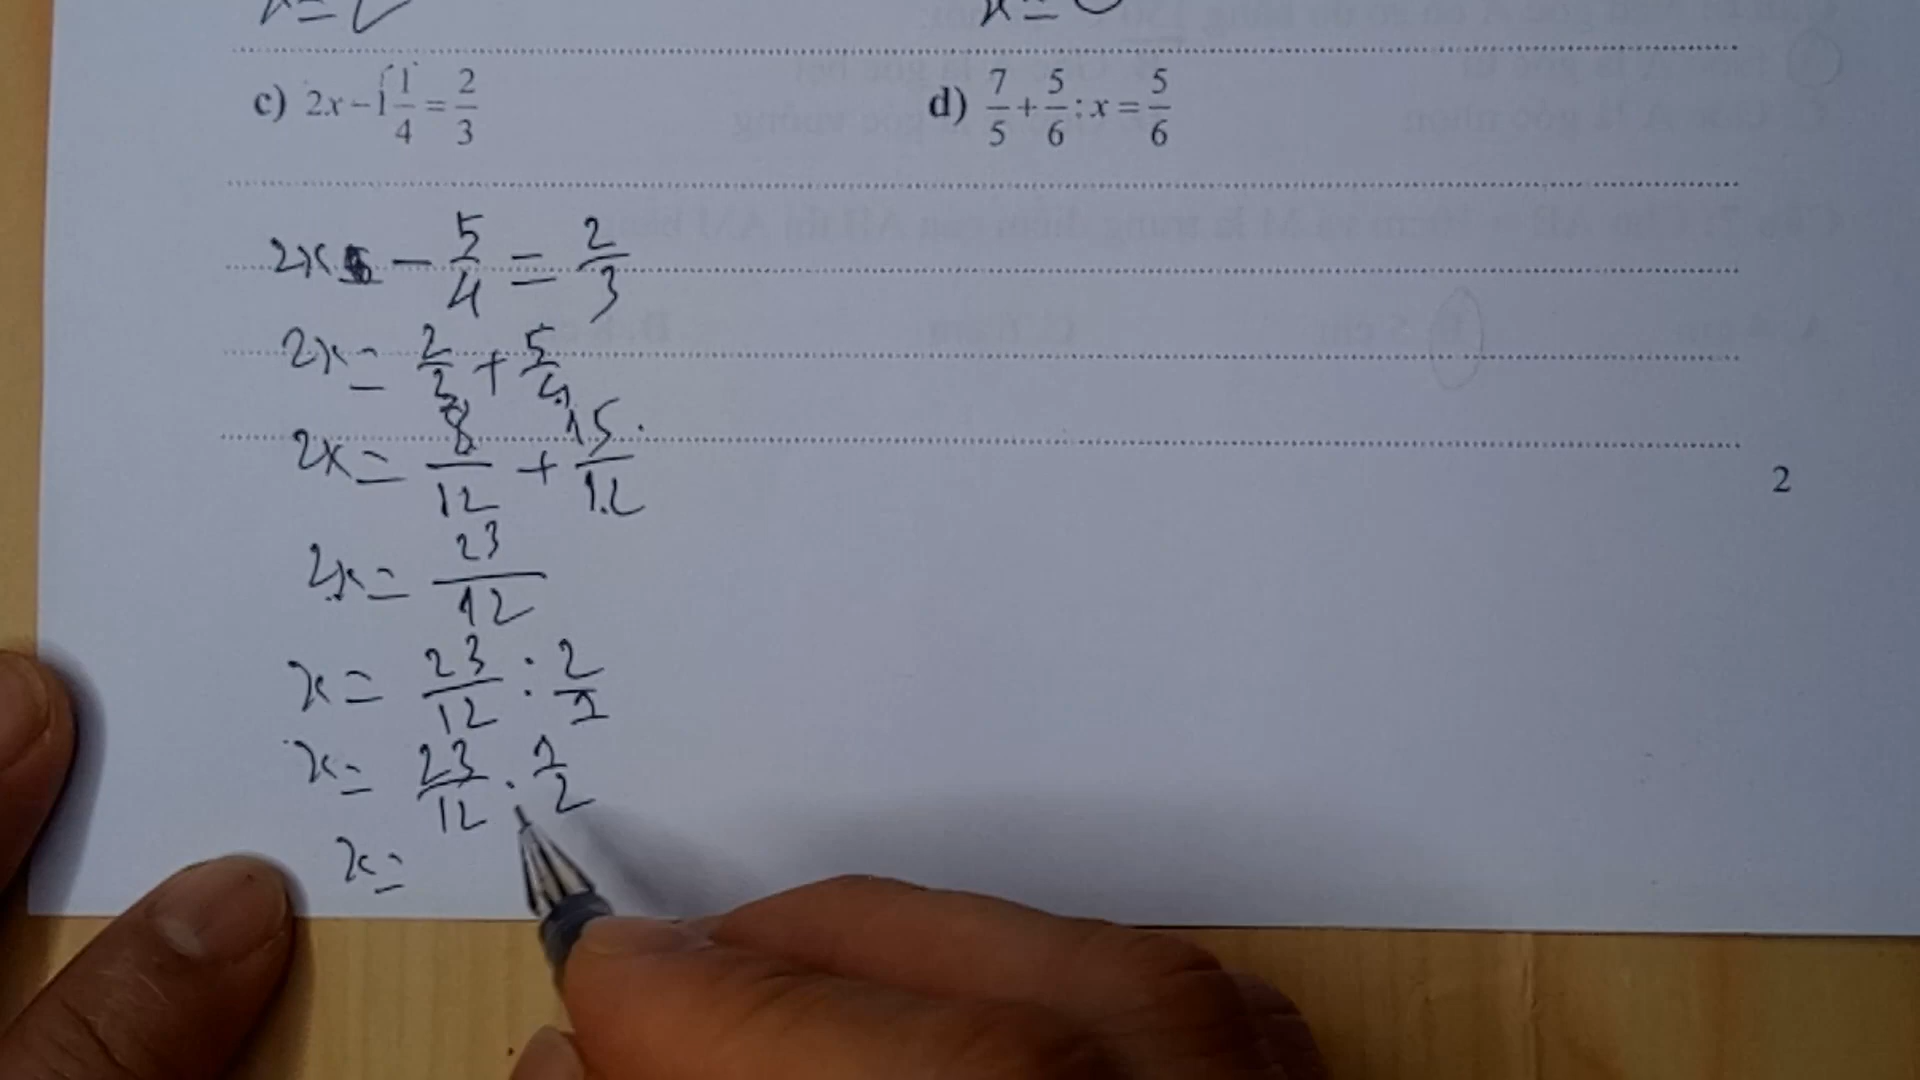 c) 2x - 1 1/4 = 2/3
d) 7/5 + 5/6 : x = 5/6
2x - 5/4 = 2/3
2x = 2/3 + 5/4
2x = 8/12 + 15/12
2x = 23/12
x = 23/12 : 2/1
x = 23/12 . 1/2
x =
2